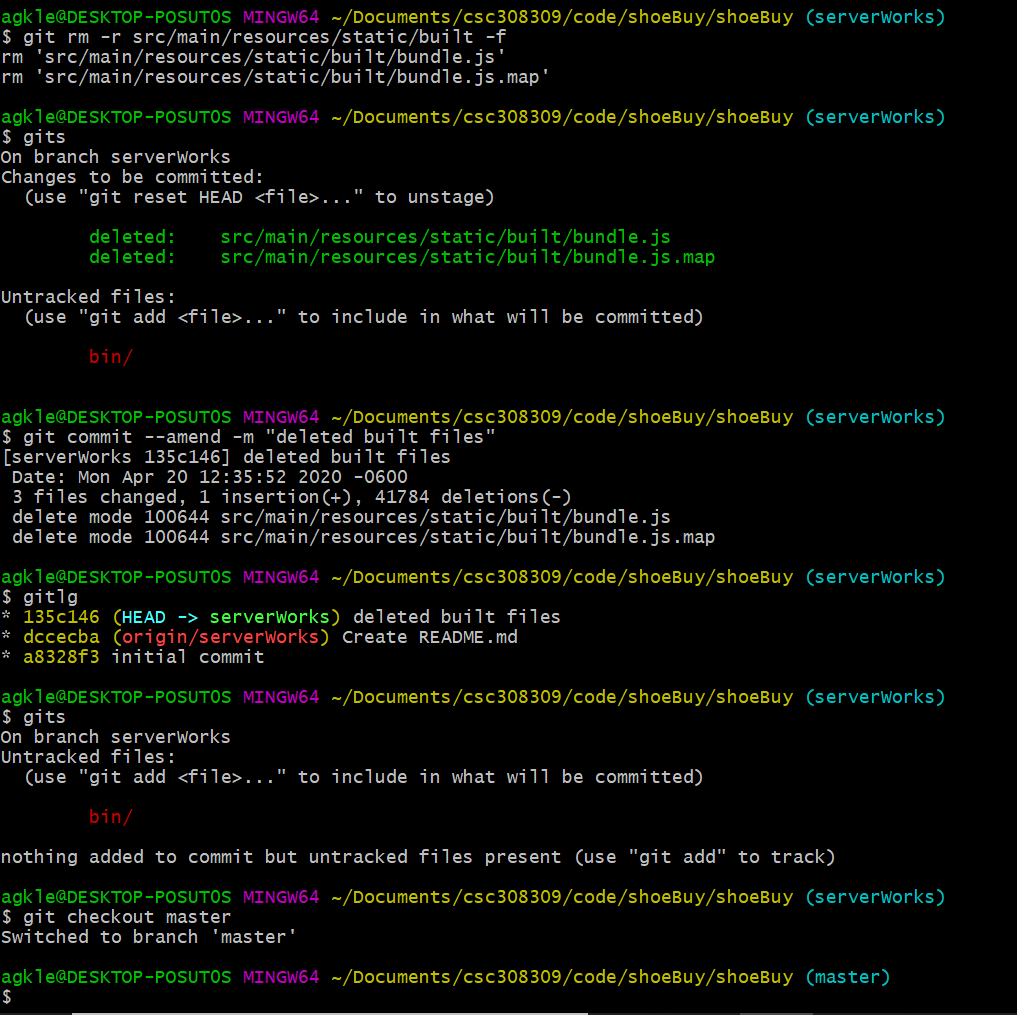 agkle@DESKTOP-POSUT0S MINGW64 ~/Documents/csc308309/code/shoeBuy/shoeBuy (serverWorks)
$ git rm -r src/main/resources/static/built -f
rm 'src/main/resources/static/built/bundle.js'
rm 'src/main/resources/static/built/bundle.js.map'
agkle@DESKTOP-POSUT0S MINGW64 ~/Documents/csc308309/code/shoeBuy/shoeBuy (serverWorks)
$ gits
On branch serverWorks
Changes to be committed:
  (use "git reset HEAD <file>..." to unstage)
        deleted:    src/main/resources/static/built/bundle.js
        deleted:    src/main/resources/static/built/bundle.js.map
Untracked files:
  (use "git add <file>..." to include in what will be committed)
        bin/
agkle@DESKTOP-POSUT0S MINGW64 ~/Documents/csc308309/code/shoeBuy/shoeBuy (serverWorks)
$ git commit --amend -m "deleted built files"
[serverWorks 135c146] deleted built files
 Date: Mon Apr 20 12:35:52 2020 -0600
 3 files changed, 1 insertion(+), 41784 deletions(-)
 delete mode 100644 src/main/resources/static/built/bundle.js
 delete mode 100644 src/main/resources/static/built/bundle.js.map
agkle@DESKTOP-POSUT0S MINGW64 ~/Documents/csc308309/code/shoeBuy/shoeBuy (serverWorks)
$ gitlg
* 135c146 (HEAD -> serverWorks) deleted built files
* dccecba (origin/serverWorks) Create README.md
* a8328f3 initial commit
agkle@DESKTOP-POSUT0S MINGW64 ~/Documents/csc308309/code/shoeBuy/shoeBuy (serverWorks)
$ gits
On branch serverWorks
Untracked files:
  (use "git add <file>..." to include in what will be committed)
        bin/
nothing added to commit but untracked files present (use "git add" to track)
agkle@DESKTOP-POSUT0S MINGW64 ~/Documents/csc308309/code/shoeBuy/shoeBuy (serverWorks)
$ git checkout master
Switched to branch 'master'
agkle@DESKTOP-POSUT0S MINGW64 ~/Documents/csc308309/code/shoeBuy/shoeBuy (master)
$